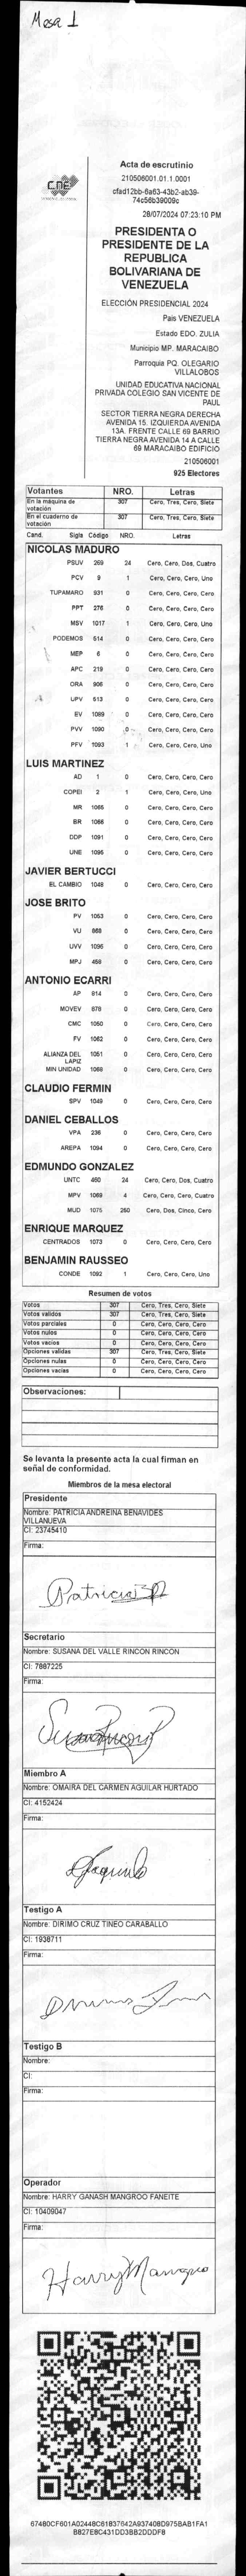 Mesa 1
CNE
Acta de escrutinio
210506001.01.1.0001
cfad12bb-6a63-43b2-ab39-
74c56b39009c
28/07/2024 07:23:10 PM
PRESIDENTA O
PRESIDENTE DE LA
REPUBLICA
BOLIVARIANA DE
VENEZUELA
ELECCIÓN PRESIDENCIAL 2024
Pais VENEZUELA
Estado EDO. ZULIA
Municipio MP. MARACAIBO
Parroquia PQ. OLEGARIO
VILLALOBOS
UNIDAD EDUCATIVA NACIONAL
PRIVADA COLEGIO SAN VICENTE DE
PAUL
SECTOR TIERRA NEGRA DERECHA
AVENIDA 15. IZQUIERDA AVENIDA
13A. FRENTE CALLE 69 BARRIO
TIERRA NEGRA AVENIDA 14 A CALLE
69 MARACAIBO EDIFICIO
210506001
925 Electores
Votantes NRO. Letras
En la máquina de votación 307 Cero, Tres, Cero, Siete
En el cuaderno de votación 307 Cero, Tres, Cero, Siete
Cand. Sigla Código NRO. Letras
NICOLAS MADURO
PSUV 269 24 Cero, Cero, Dos, Cuatro
PCV 9 1 Cero, Cero, Cero, Uno
TUPAMARO 931 0 Cero, Cero, Cero, Cero
PPT 276 0 Cero, Cero, Cero, Cero
MSV 1017 1 Cero, Cero, Cero, Uno
PODEMOS 514 0 Cero, Cero, Cero, Cero
MEP 6 0 Cero, Cero, Cero, Cero
APC 219 0 Cero, Cero, Cero, Cero
ORA 906 0 Cero, Cero, Cero, Cero
UPV 513 0 Cero, Cero, Cero, Cero
EV 1089 0 Cero, Cero, Cero, Cero
PVV 1090 0 Cero, Cero, Cero, Cero
PFV 1093 1 Cero, Cero, Cero, Uno
LUIS MARTINEZ
AD 1 0 Cero, Cero, Cero, Cero
COPEI 2 1 Cero, Cero, Cero, Uno
MR 1065 0 Cero, Cero, Cero, Cero
BR 1066 0 Cero, Cero, Cero, Cero
DDP 1091 0 Cero, Cero, Cero, Cero
UNE 1095 0 Cero, Cero, Cero, Cero
JAVIER BERTUCCI
EL CAMBIO 1048 0 Cero, Cero, Cero, Cero
JOSE BRITO
PV 1053 0 Cero, Cero, Cero, Cero
VU 868 0 Cero, Cero, Cero, Cero
UVV 1096 0 Cero, Cero, Cero, Cero
MPJ 458 0 Cero, Cero, Cero, Cero
ANTONIO ECARRI
AP 914 0 Cero, Cero, Cero, Cero
MOVEV 878 0 Cero, Cero, Cero, Cero
CMC 1050 0 Cero, Cero, Cero, Cero
FV 1062 0 Cero, Cero, Cero, Cero
ALIANZA DEL LAPIZ 1051 0 Cero, Cero, Cero, Cero
MIN UNIDAD 1068 0 Cero, Cero, Cero, Cero
CLAUDIO FERMIN
SPV 1049 0 Cero, Cero, Cero, Cero
DANIEL CEBALLOS
VPA 236 0 Cero, Cero, Cero, Cero
AREPA 1094 0 Cero, Cero, Cero, Cero
EDMUNDO GONZALEZ
UNTC 460 24 Cero, Cero, Dos, Cuatro
MPV 1069 4 Cero, Cero, Cero, Cuatro
MUD 1075 250 Cero, Dos, Cinco, Cero
ENRIQUE MARQUEZ
CENTRADOS 1073 0 Cero, Cero, Cero, Cero
BENJAMIN RAUSSEO
CONDE 1092 1 Cero, Cero, Cero, Uno
Resumen de votos
Votos 307 Cero, Tres, Cero, Siete
Votos validos 307 Cero, Tres, Cero, Siete
Votos parciales 0 Cero, Cero, Cero, Cero
Votos nulos 0 Cero, Cero, Cero, Cero
Votos vacios 0 Cero, Cero, Cero, Cero
Opciones validas 307 Cero, Tres, Cero, Siete
Opciones nulas 0 Cero, Cero, Cero, Cero
Opciones vacias 0 Cero, Cero, Cero, Cero
Observaciones:
Se levanta la presente acta la cual firman en
señal de conformidad.
Miembros de la mesa electoral
Presidente
Nombre: PATRICIA ANDREINA BENAVIDES
VILLANUEVA
CI: 23745410
Firma:
Patricia
Secretario
Nombre: SUSANA DEL VALLE RINCON RINCON
CI: 7887225
Firma:
Miembro A
Nombre: OMAIRA DEL CARMEN AGUILAR HURTADO
CI: 4152424
Firma:
Testigo A
Nombre: DIRIMO CRUZ TINEO CARABALLO
CI: 1938711
Firma:
Testigo B
Nombre:
CI:
Firma:
Operador
Nombre: HARRY GANASH MANGROO FANEITE
CI: 10409047
Firma:
Harry Mangroo
67480CF601A02448C61837642A937408D975BAB1FA1
B827E8C431DD3BB2DDDF8